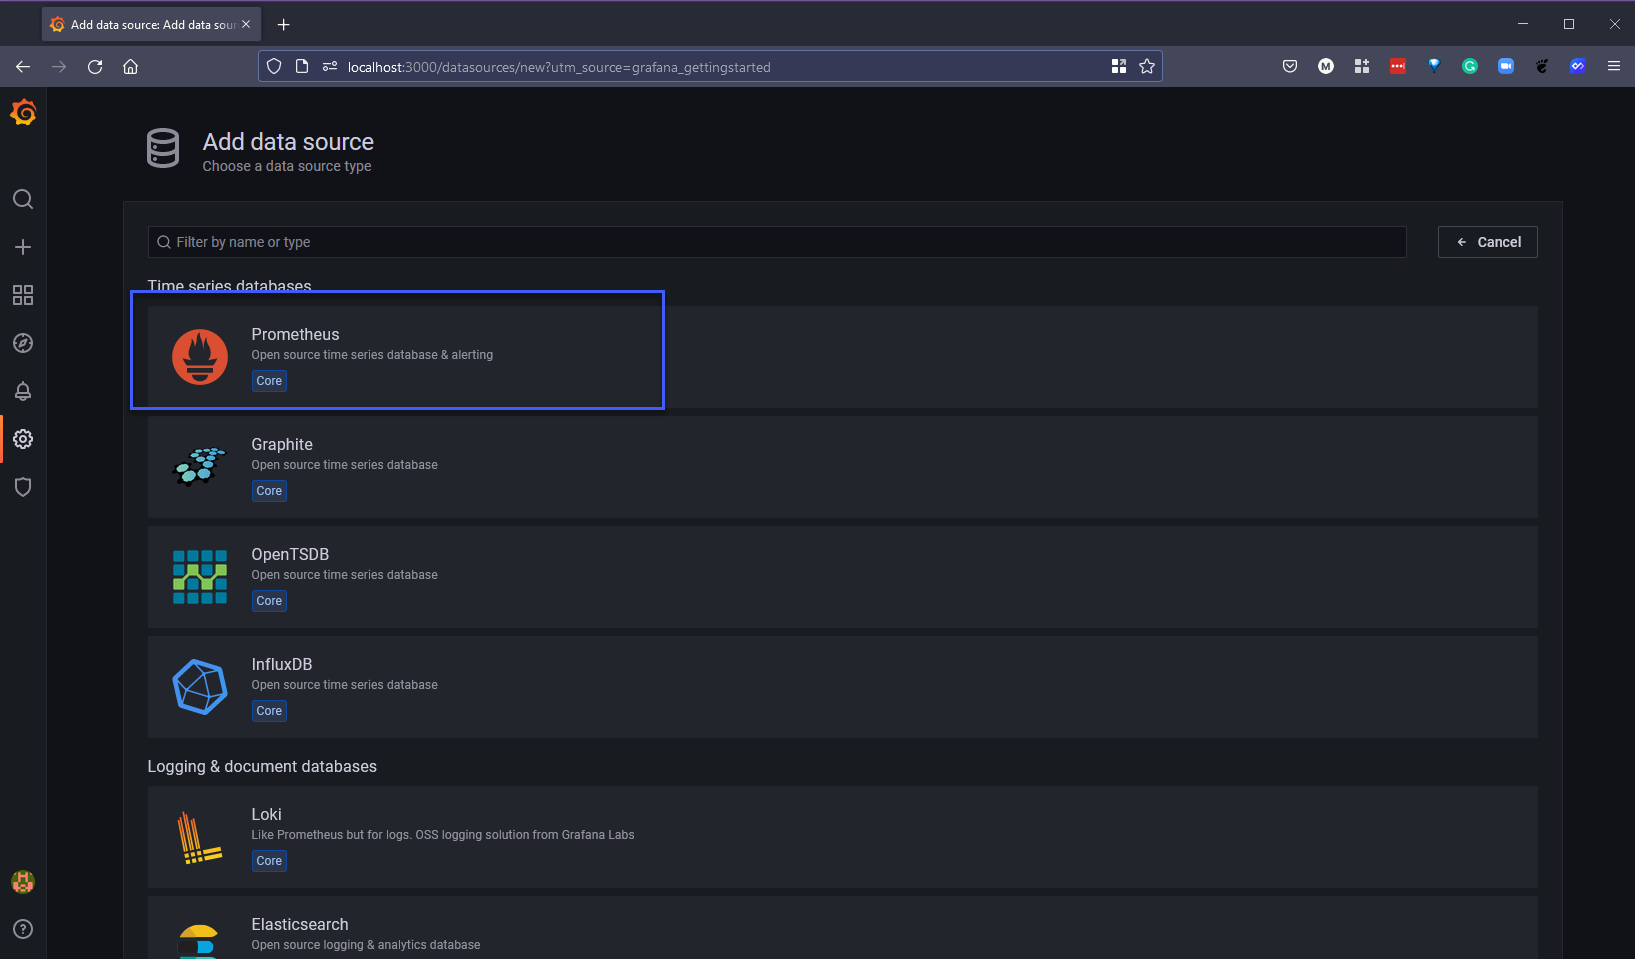 Add data source: Add data sour
localhost:3000/datasources/new?utm_source=grafana_gettingstarted
Add data source
Choose a data source type
Filter by name or type
Cancel
Time series databases
Prometheus
Open source time series database & alerting
Core
Graphite
Open source time series database
Core
OpenTSDB
Open source time series database
Core
InfluxDB
Open source time series database
Core
Logging & document databases
Loki
Like Prometheus but for logs. OSS logging solution from Grafana Labs
Core
Elasticsearch
Open source logging & analytics database